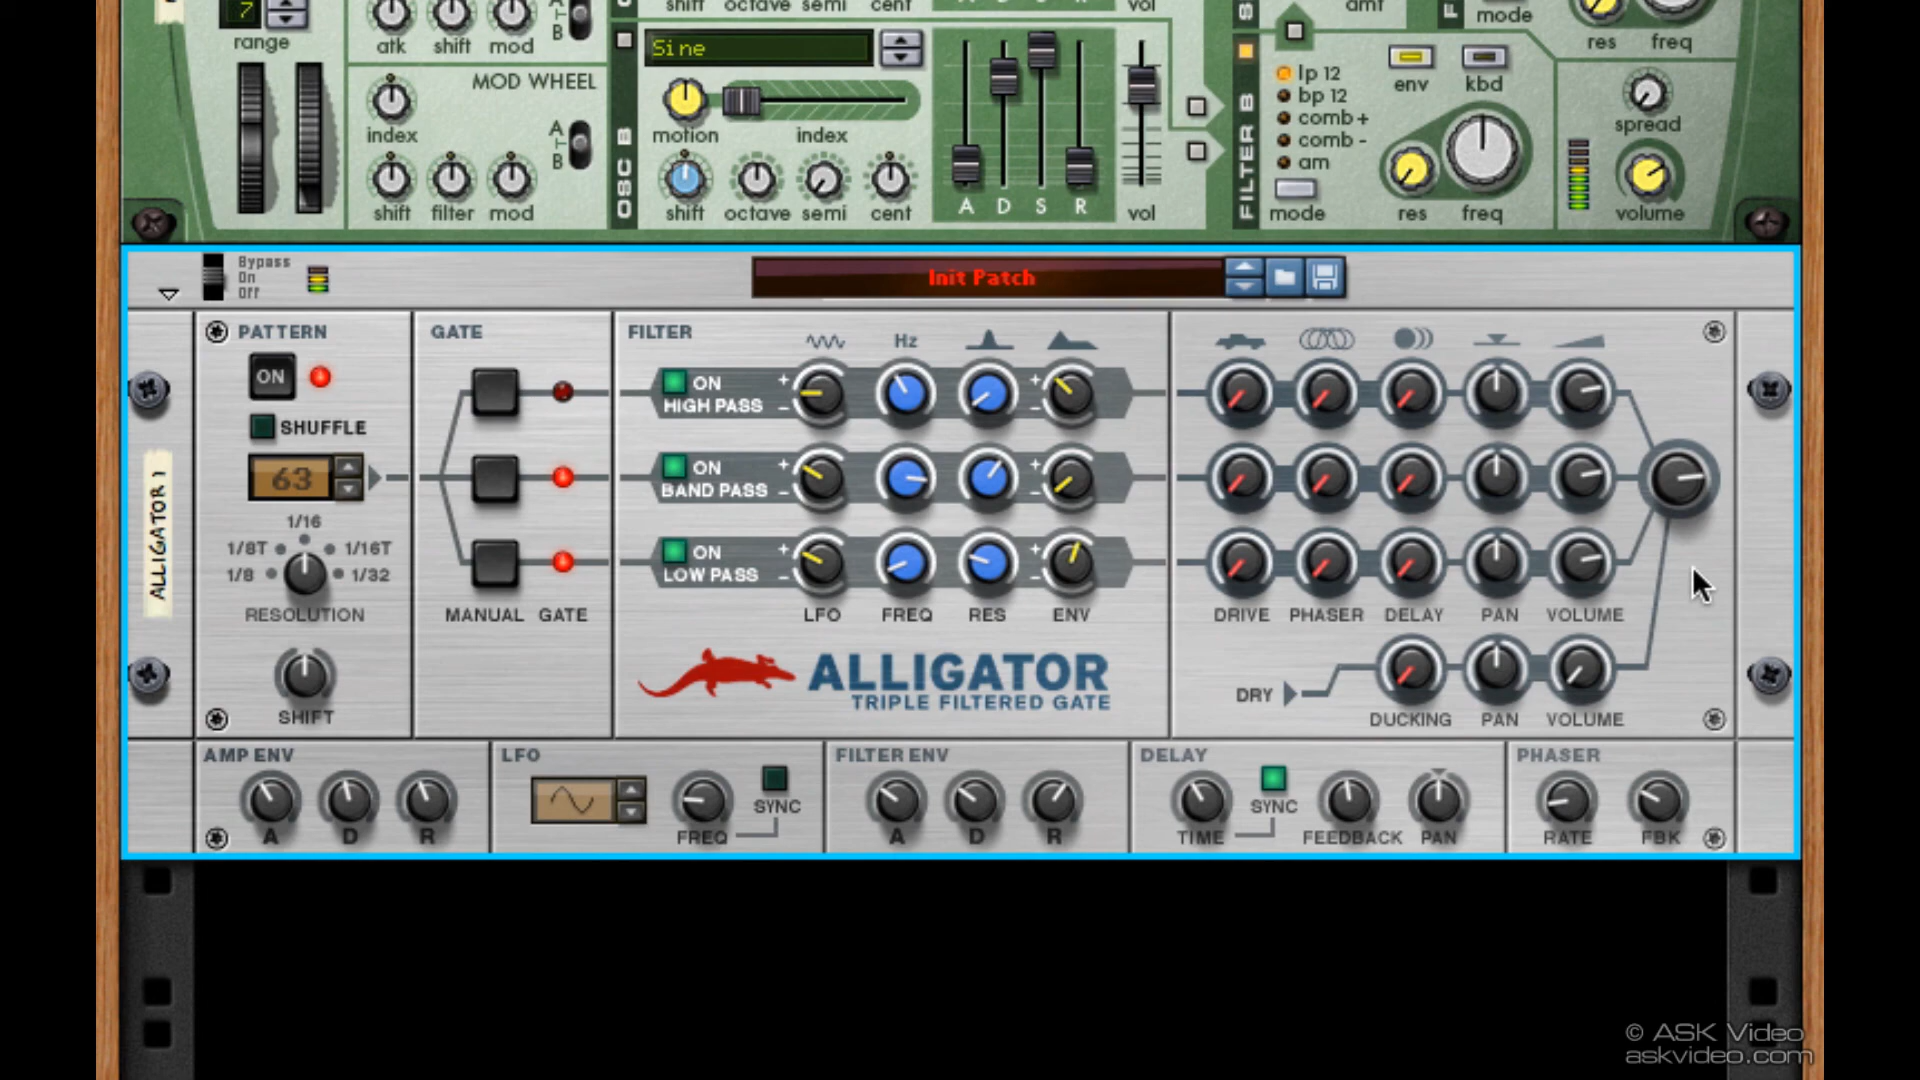 shift octave semi cent vol amt mode
7
range atk shift mod A B
res freq
Sine
lp 12
bp 12
comb +
comb -
am
env kbd
MOD WHEEL
index A B
motion index
OSC B
FILTER B
spread
shift filter mod
shift octave semi cent
A D S R vol
mode res freq volume
Bypass
On
Off
Init Patch
PATTERN GATE FILTER Hz
ON
SHUFFLE
63
1/16
1/8T 1/16T
1/8 1/32
RESOLUTION
SHIFT
MANUAL GATE
ON + -
HIGH PASS
ON + -
BAND PASS
ON + -
LOW PASS
LFO FREQ RES ENV
DRIVE PHASER DELAY PAN VOLUME
ALLIGATOR 1
ALLIGATOR
TRIPLE FILTERED GATE
DRY
DUCKING PAN VOLUME
AMP ENV LFO FILTER ENV DELAY PHASER
SYNC SYNC
A D R FREQ A D R TIME FEEDBACK PAN RATE FBK
© ASK Video
askvideo.com